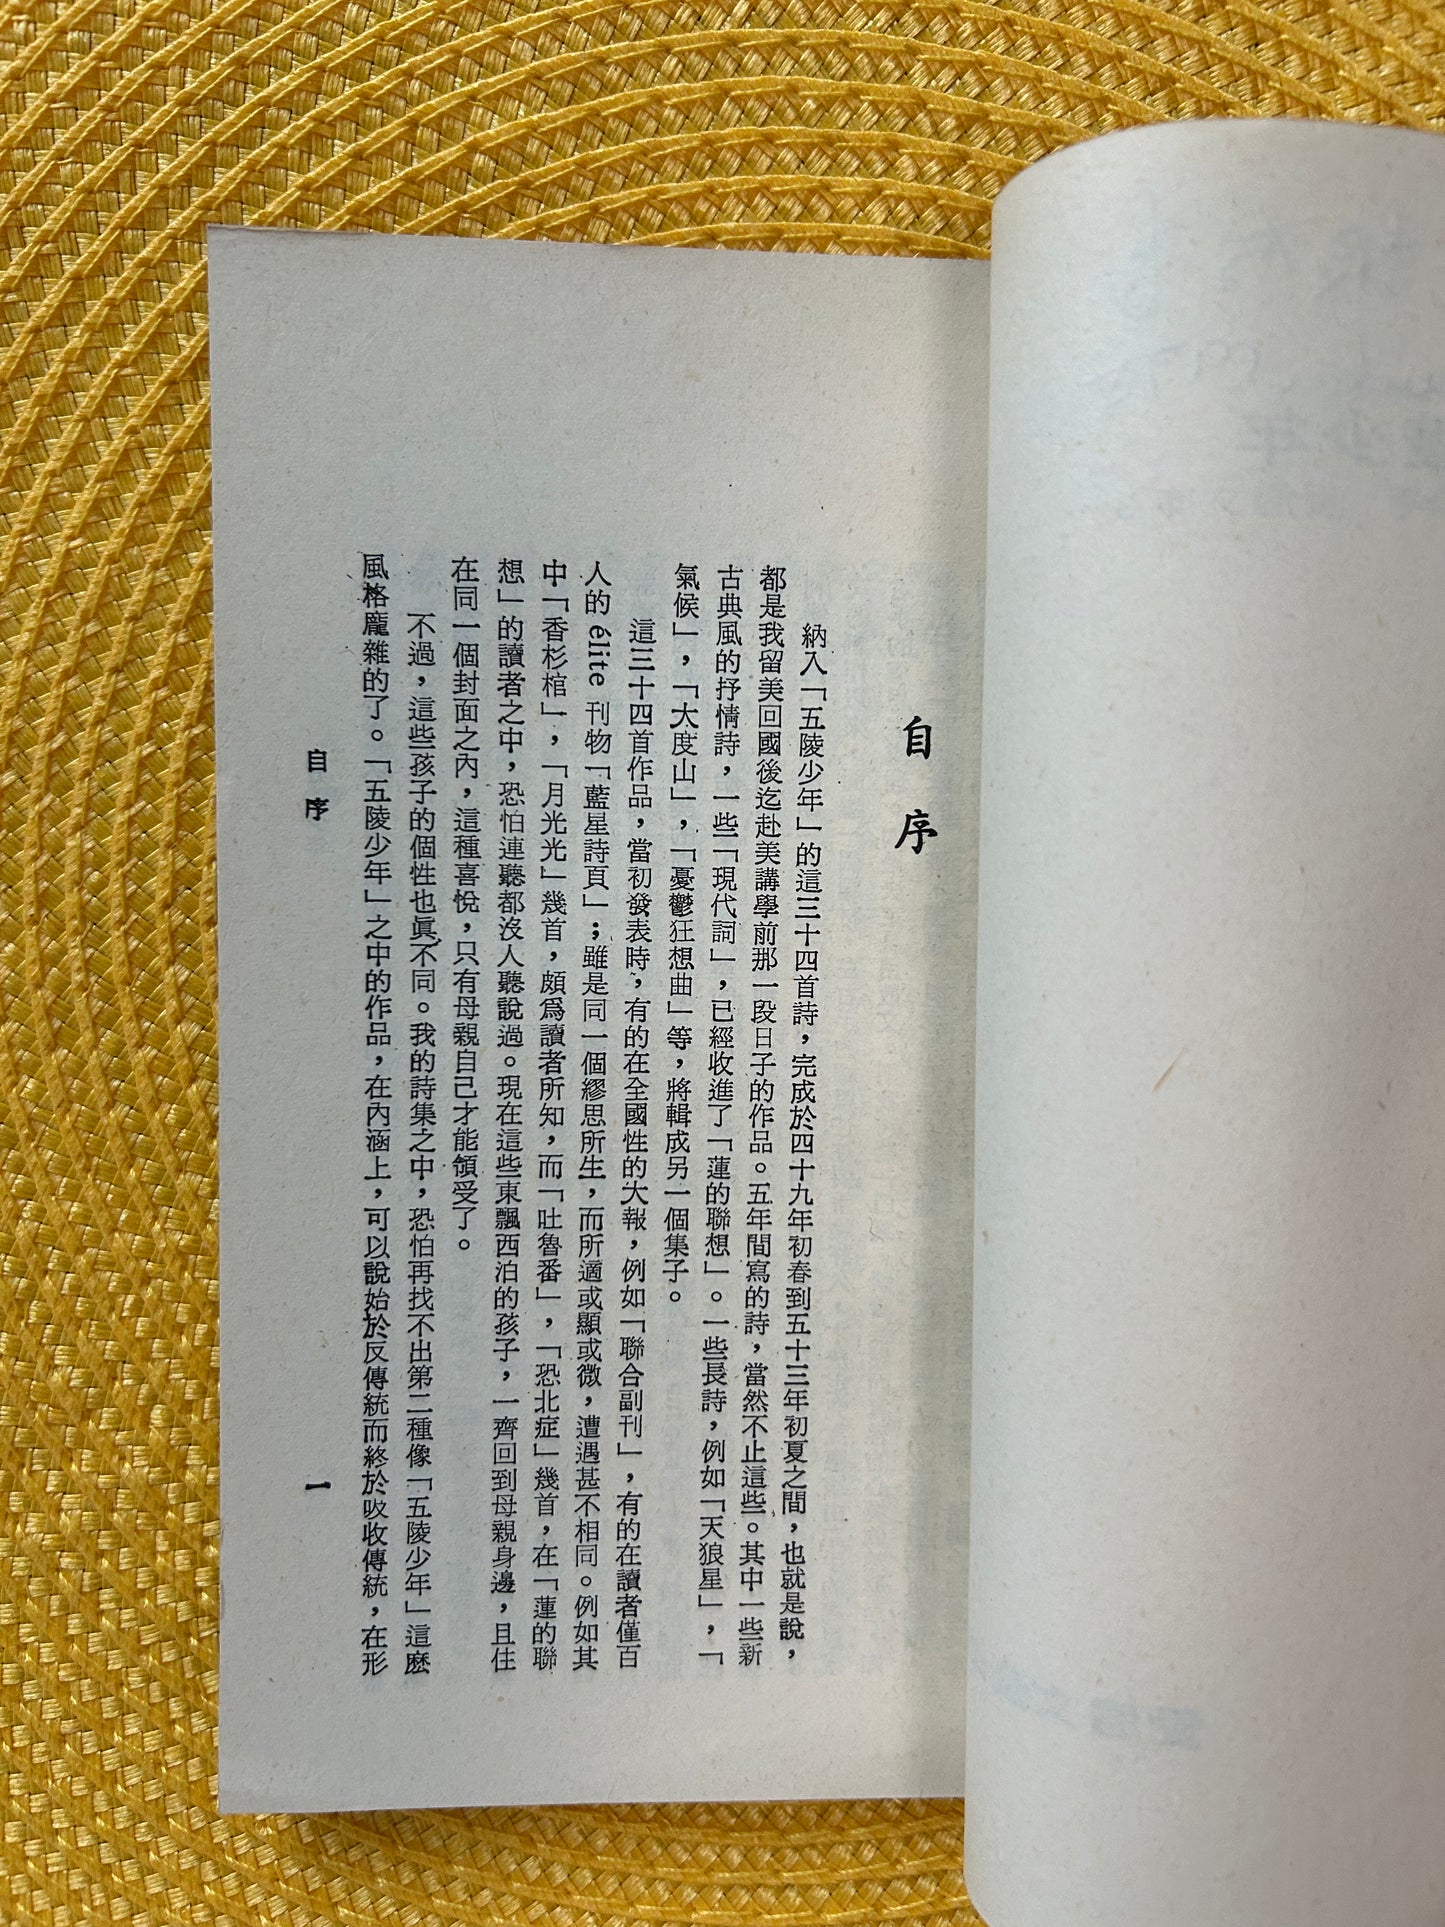 自序
納入「五陵少年」的這三十四首詩，完成於四十九年初春到五十三年初夏之間，也就是說，
都是我留美回國後迄赴美講學前那一段日子的作品。五年間寫的詩，當然不止這些。其中一些新
古典風的抒情詩，一些「現代詞」，已經收進了「蓮的聯想」。一些長詩，例如「天狼星」，「
氣候」，「大度山」，「憂鬱狂想曲」等，將輯成另一個集子。
這三十四首作品，當初發表時，有的在全國性的大報，例如「聯合副刊」，有的在讀者僅百
人的 élite 刊物「藍星詩頁」；雖是同一個繆思所生，而所適或顯或微，遭遇甚不相同。例如其
中「香杉棺」，「月光光」幾首，頗爲讀者所知，而「吐魯番」，「恐北症」幾首，在「蓮的聯
想」的讀者之中，恐怕連聽都沒人聽說過。現在這些東飄西泊的孩子，一齊回到母親身邊，且住
在同一個封面之內，這種喜悅，只有母親自己才能領受了。
不過，這些孩子的個性也眞不同。我的詩集之中，恐怕再找不出第二種像「五陵少年」這麽
風格龐雜的了。「五陵少年」之中的作品，在內涵上，可以說始於反傳統而終於吸收傳統，在形
自序
一
少年